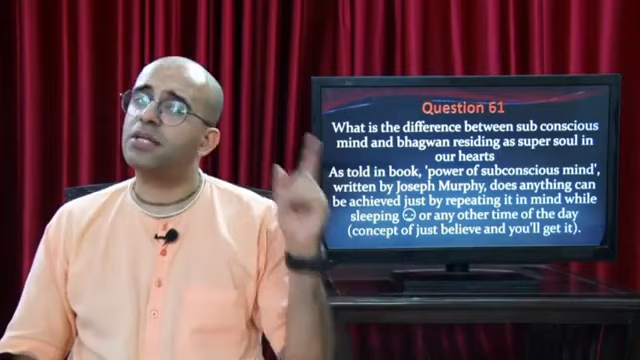 Question 61
What is the difference between sub conscious
mind and bhagwan residing as super soul in
our hearts
As told in book, 'power of subconscious mind',
written by Joseph Murphy, does anything can
be achieved just by repeating it in mind while
sleeping 😴 or any other time of the day
(concept of just believe and you'll get it).